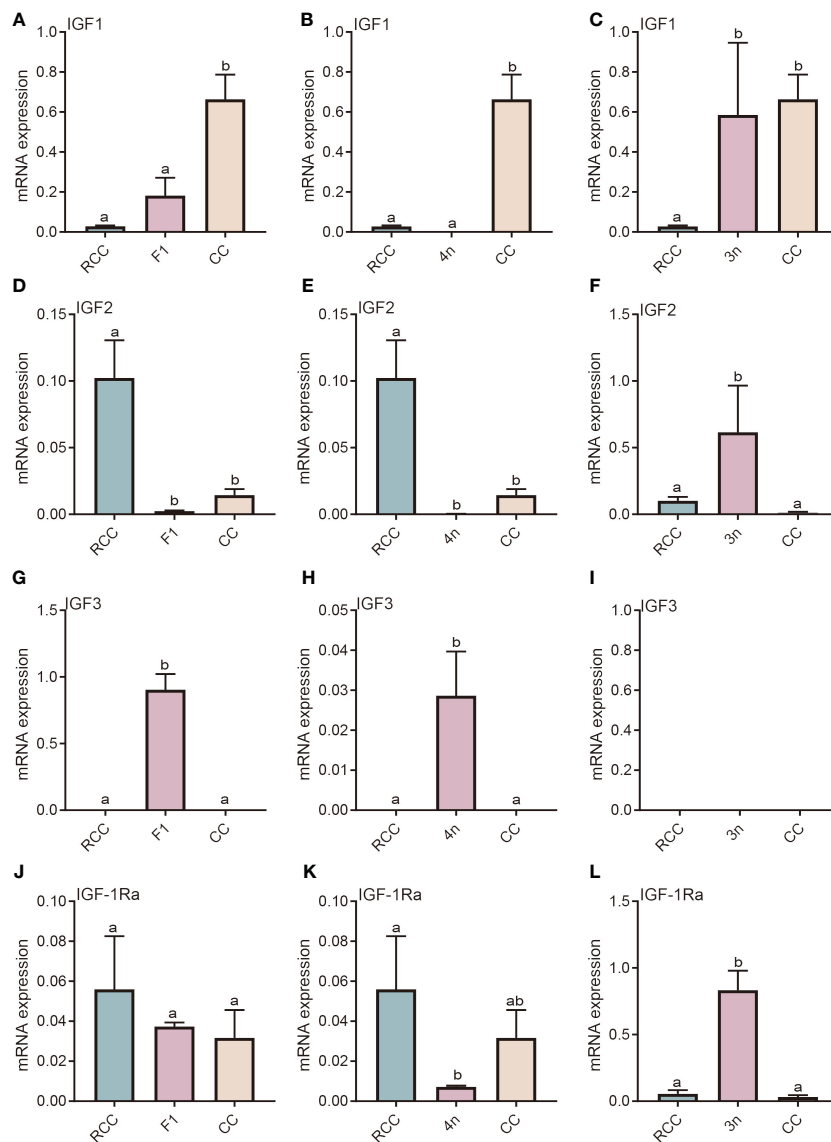 A IGF1
mRNA expression
1.0
0.8
0.6
0.4
0.2
0.0
a
a
b
RCC F1 CC
B IGF1
mRNA expression
1.0
0.8
0.6
0.4
0.2
0.0
a
a
b
RCC 4n CC
C IGF1
mRNA expression
1.0
0.8
0.6
0.4
0.2
0.0
a
b
b
RCC 3n CC
D IGF2
mRNA expression
0.15
0.10
0.05
0.00
a
b
b
RCC F1 CC
E IGF2
mRNA expression
0.15
0.10
0.05
0.00
a
b
b
RCC 4n CC
F IGF2
mRNA expression
1.5
1.0
0.5
0.0
a
b
a
RCC 3n CC
G IGF3
mRNA expression
1.5
1.0
0.5
0.0
a
b
a
RCC F1 CC
H IGF3
mRNA expression
0.05
0.04
0.03
0.02
0.01
0.00
a
b
a
RCC 4n CC
I IGF3
mRNA expression
1.0
0.8
0.6
0.4
0.2
0.0
RCC 3n CC
J IGF-1Ra
mRNA expression
0.10
0.08
0.06
0.04
0.02
0.00
a
a
a
RCC F1 CC
K IGF-1Ra
mRNA expression
0.10
0.08
0.06
0.04
0.02
0.00
a
b
ab
RCC 4n CC
L IGF-1Ra
mRNA expression
1.5
1.0
0.5
0.0
a
b
a
RCC 3n CC